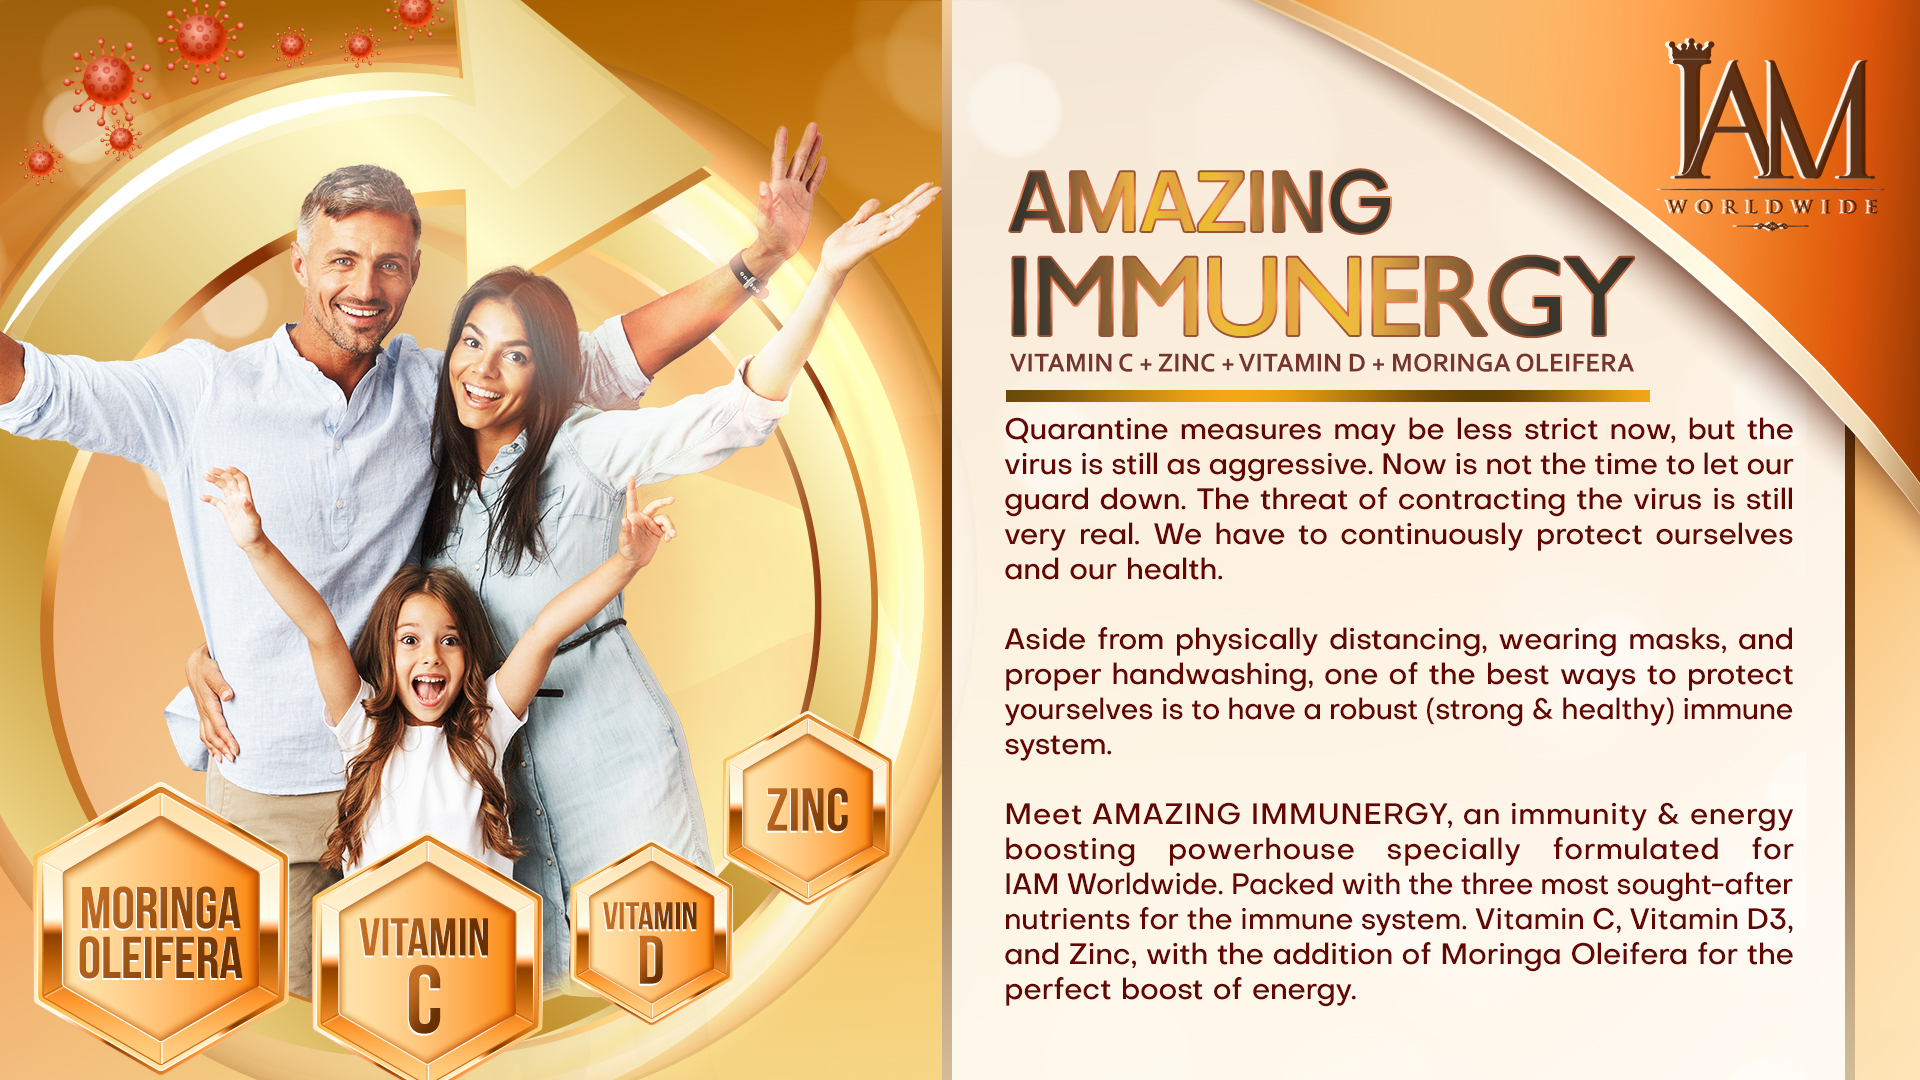 IAM
WORLDWIDE
AMAZING
IMMUNERGY
VITAMIN C + ZINC + VITAMIN D + MORINGA OLEIFERA
Quarantine measures may be less strict now, but the
virus is still as aggressive. Now is not the time to let our
guard down. The threat of contracting the virus is still
very real. We have to continuously protect ourselves
and our health.
Aside from physically distancing, wearing masks, and
proper handwashing, one of the best ways to protect
yourselves is to have a robust (strong & healthy) immune
system.
Meet AMAZING IMMUNERGY, an immunity & energy
boosting powerhouse specially formulated for
IAM Worldwide. Packed with the three most sought-after
nutrients for the immune system. Vitamin C, Vitamin D3,
and Zinc, with the addition of Moringa Oleifera for the
perfect boost of energy.
MORINGA
OLEIFERA
VITAMIN
C
VITAMIN
D
ZINC